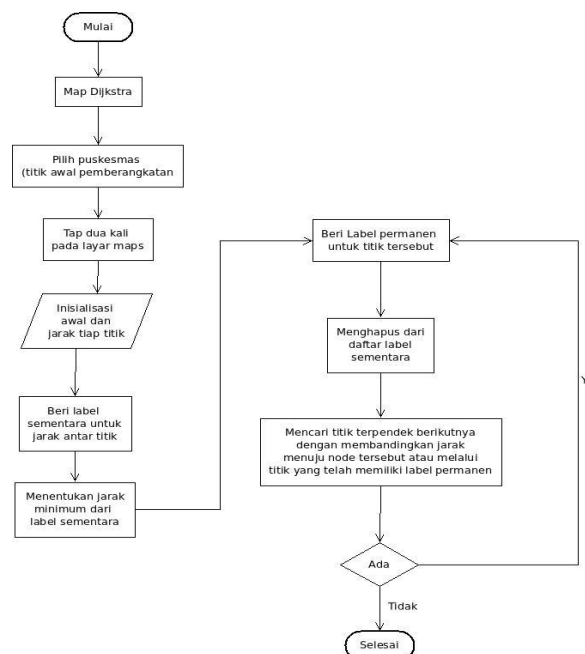 Mulai
Map Dijkstra
Pilih puskesmas
(titik awal pemberangkatan
Tap dua kali
pada layar maps
Inisialisasi
awal dan
jarak tiap titik
Beri label
sementara untuk
jarak antar titik
Menentukan jarak
minimum dari
label sementara
Beri Label permanen
untuk titik tersebut
Menghapus dari
daftar label
sementara
Mencari titik terpendek berikutnya
dengan membandingkan jarak
menuju node tersebut atau melalui
titik yang telah memiliki label permanen
Ada
Tidak
Selesai